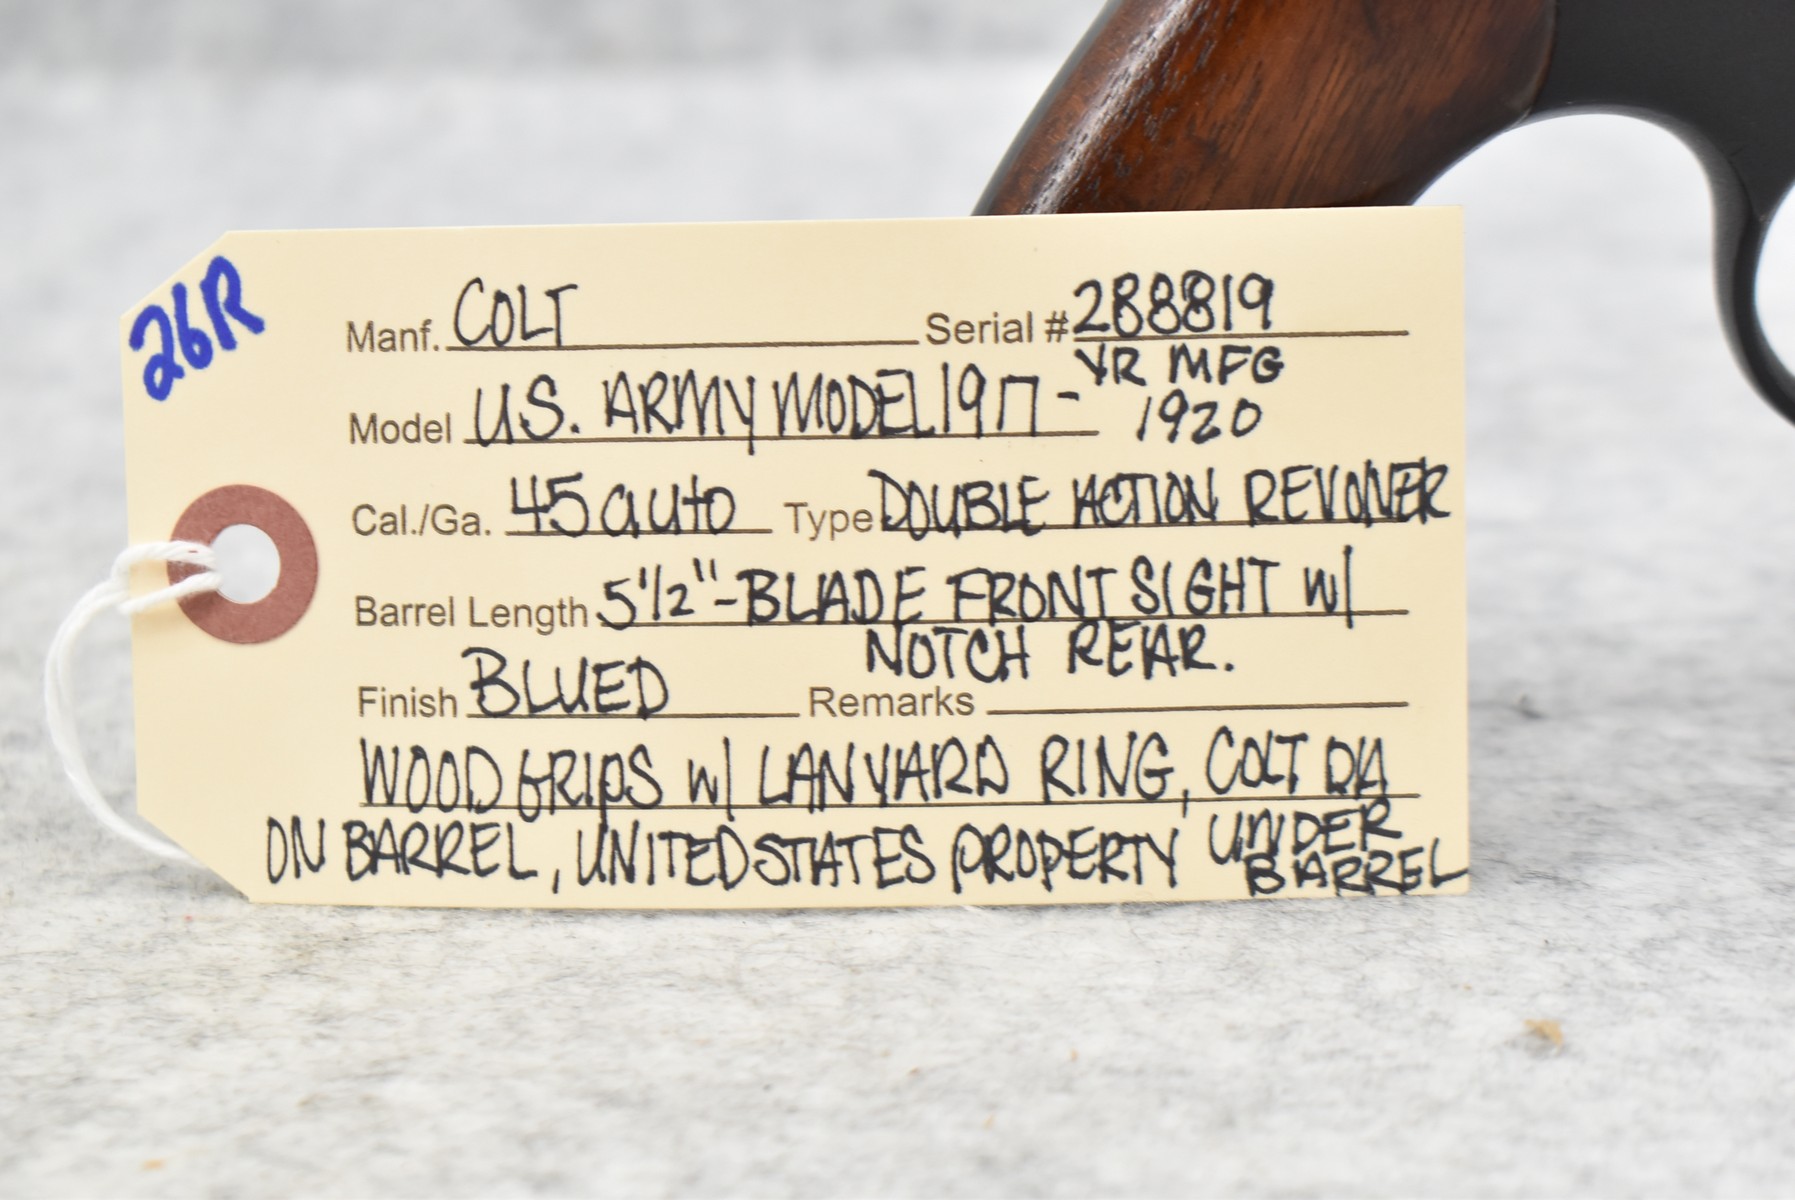 26R
Manf. COLT Serial # 288819
Model U.S. ARMY MODEL 1917 - YR MFG
1920
Cal./Ga. 45 auto Type DOUBLE ACTION REVOLVER
Barrel Length 5 1/2" - BLADE FRONT SIGHT w/
NOTCH REAR.
Finish BLUED Remarks
WOOD GRIPS w/ LANYARD RING, COLT DA
ON BARREL, UNITED STATES PROPERTY UNDER
BARREL